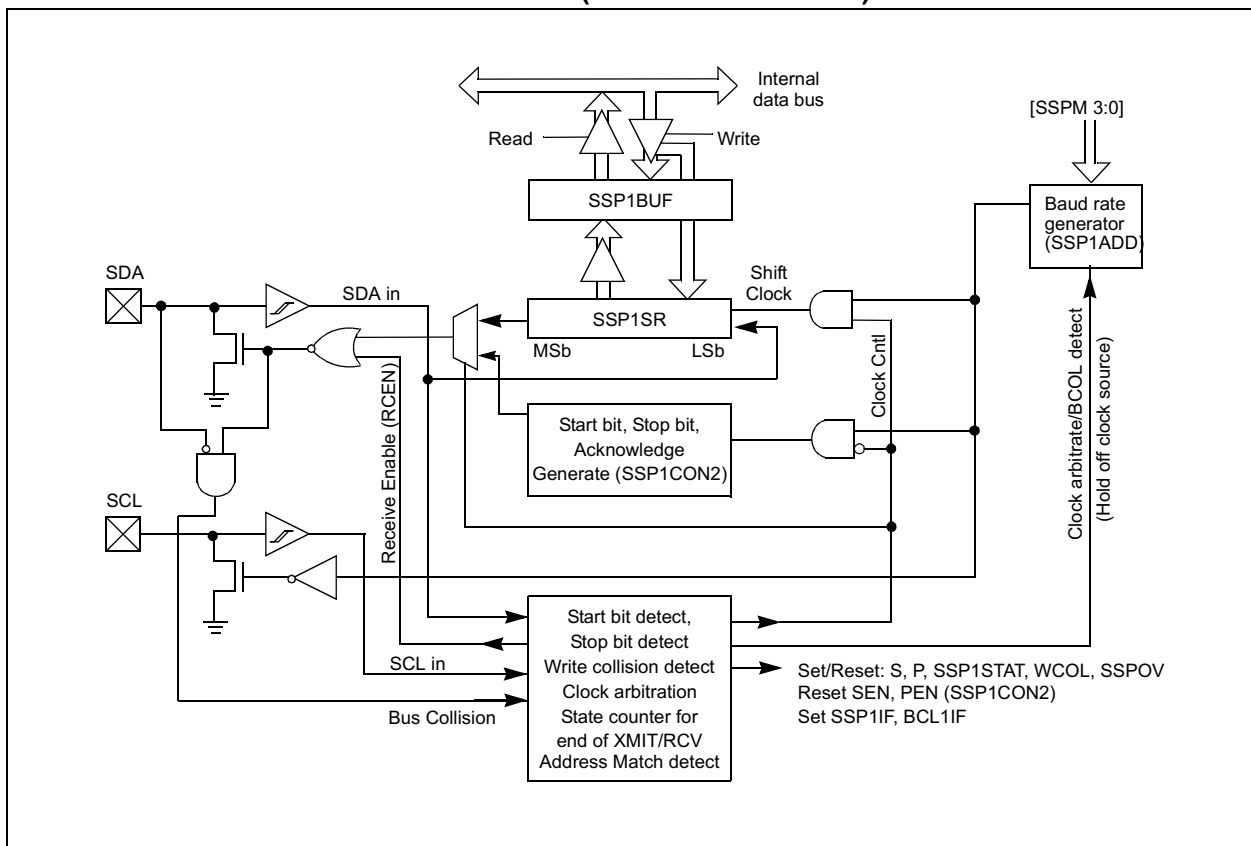 Internal
data bus
[SSPM 3:0]
Read
Write
SSP1BUF
Baud rate
generator
(SSP1ADD)
SDA
SDA in
Shift
Clock
SSP1SR
MSb
LSb
Receive Enable (RCEN)
Clock Cntl
Clock arbitrate/BCOL detect
(Hold off clock source)
Start bit, Stop bit,
Acknowledge
Generate (SSP1CON2)
SCL
SCL in
Bus Collision
Start bit detect,
Stop bit detect
Write collision detect
Clock arbitration
State counter for
end of XMIT/RCV
Address Match detect
Set/Reset: S, P, SSP1STAT, WCOL, SSPOV
Reset SEN, PEN (SSP1CON2)
Set SSP1IF, BCL1IF